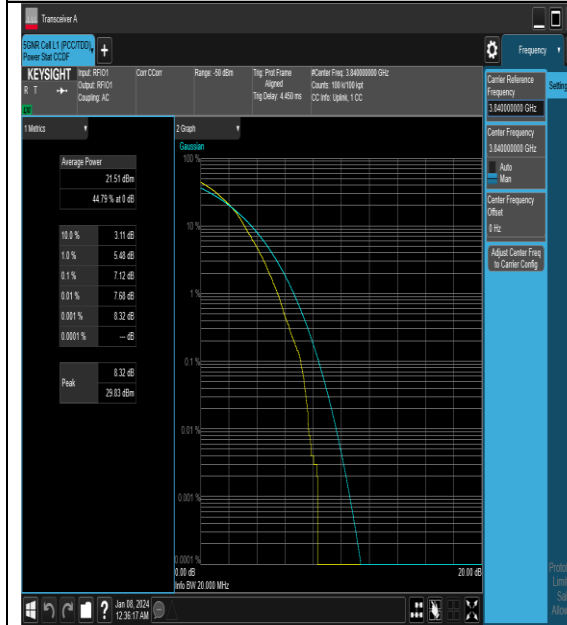 Transceiver A
5GNR Cell L1 (PCC/TDD)
Power Stat CCDF
Frequency
KEYSIGHT
R T
LV
Input: RFIO1
Output: RFIO1
Coupling: AC
Corr CCorr
Range: -50 dBm
Trig: Prot Frame
Aligned
Trig Delay: 4.450 ms
#Center Freq: 3.840000000 GHz
Counts: 100 k/100 kpt
CC Info: Uplink, 1 CC
Carrier Reference
Frequency
3.840000000 GHz
Setting
Center Frequency
3.840000000 GHz
Auto
Man
Center Frequency
Offset
0 Hz
Adjust Center Freq
to Carrier Config
1 Metrics
Average Power
21.51 dBm
44.79 % at 0 dB
10.0 % 3.11 dB
1.0 % 5.48 dB
0.1 % 7.12 dB
0.01 % 7.68 dB
0.001 % 8.32 dB
0.0001 % --- dB
Peak
8.32 dB
29.83 dBm
2 Graph
Gaussian
100 %
10 %
1 %
0.1 %
0.01 %
0.001 %
0.0001 %
0.00 dB
20.00 dB
Info BW 20.000 MHz
Proto
Limi
Allow
Jan 08, 2024
12:36:17 AM